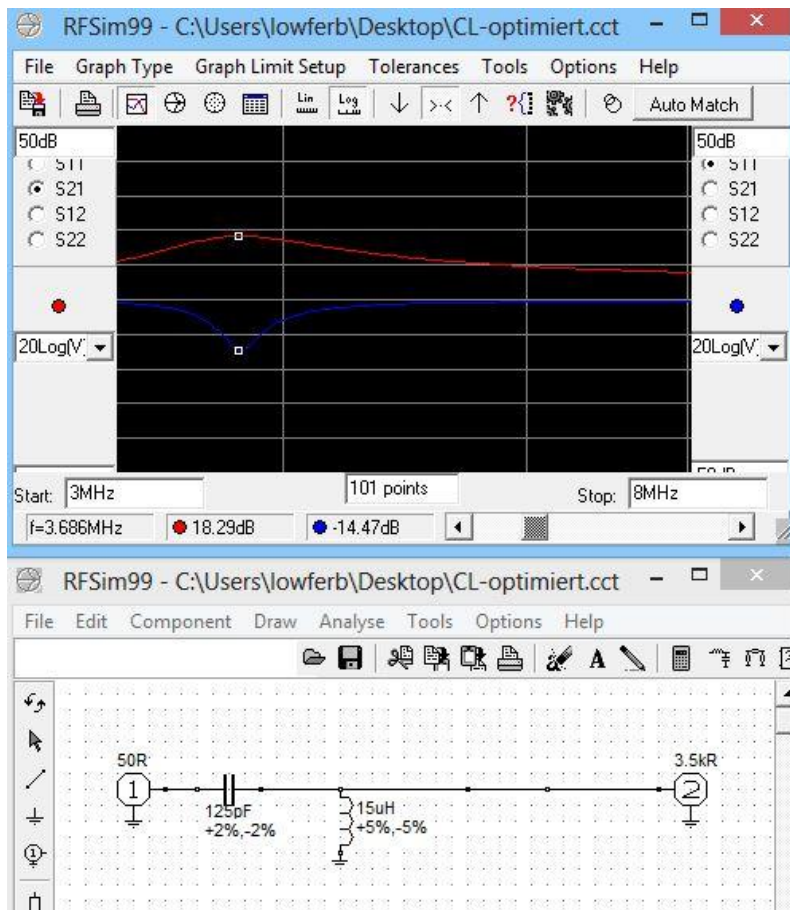 RFSim99 - C:\Users\lowferb\Desktop\CL-optimiert.cct
File Graph Type Graph Limit Setup Tolerances Tools Options Help
Lin Log Auto Match
50dB 50dB
S11 S11
S21 S21
S12 S12
S22 S22
20Log(V) 20Log(V)
Start: 3MHz 101 points Stop: 8MHz
f=3.686MHz 18.29dB -14.47dB
RFSim99 - C:\Users\lowferb\Desktop\CL-optimiert.cct
File Edit Component Draw Analyse Tools Options Help
A
50R 3.5kR
1 2
125pF 15uH
+2%,-2% +5%,-5%
1